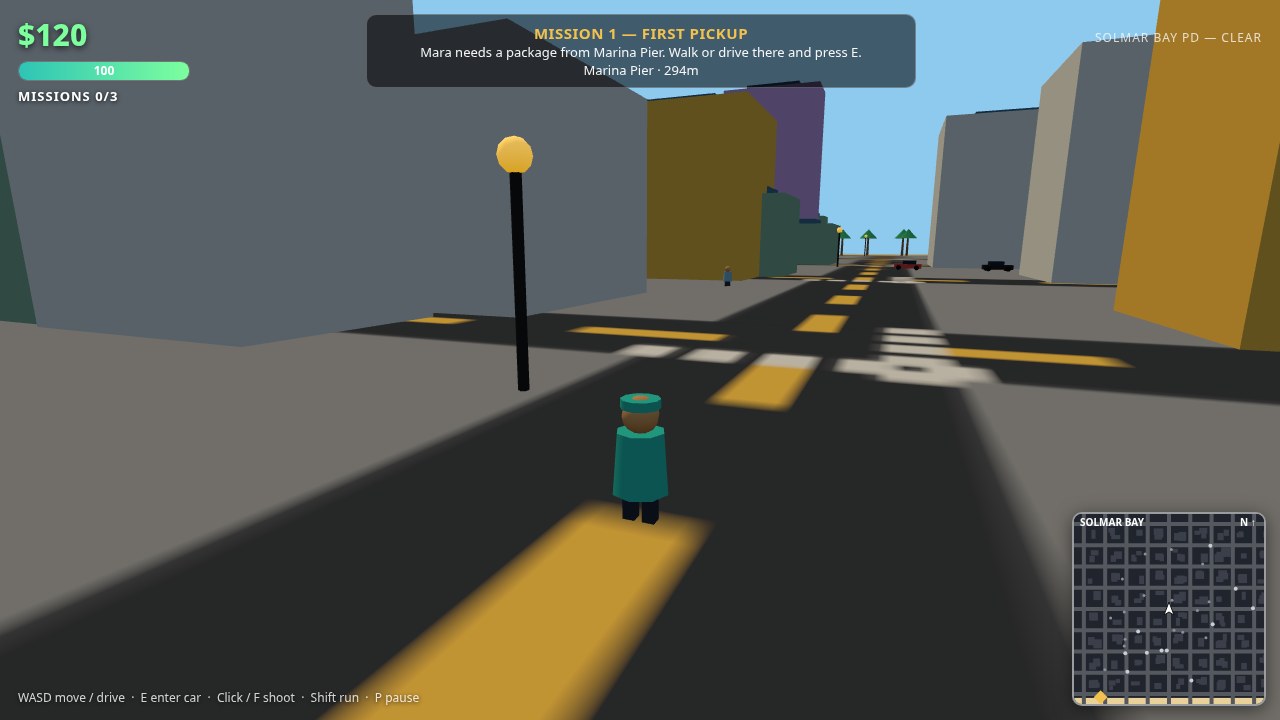 $120
100
MISSIONS 0/3
MISSION 1 — FIRST PICKUP
Mara needs a package from Marina Pier. Walk or drive there and press E.
Marina Pier · 294m
SOLMAR BAY PD — CLEAR
SOLMAR BAY N ↑
WASD move / drive · E enter car · Click / F shoot · Shift run · P pause